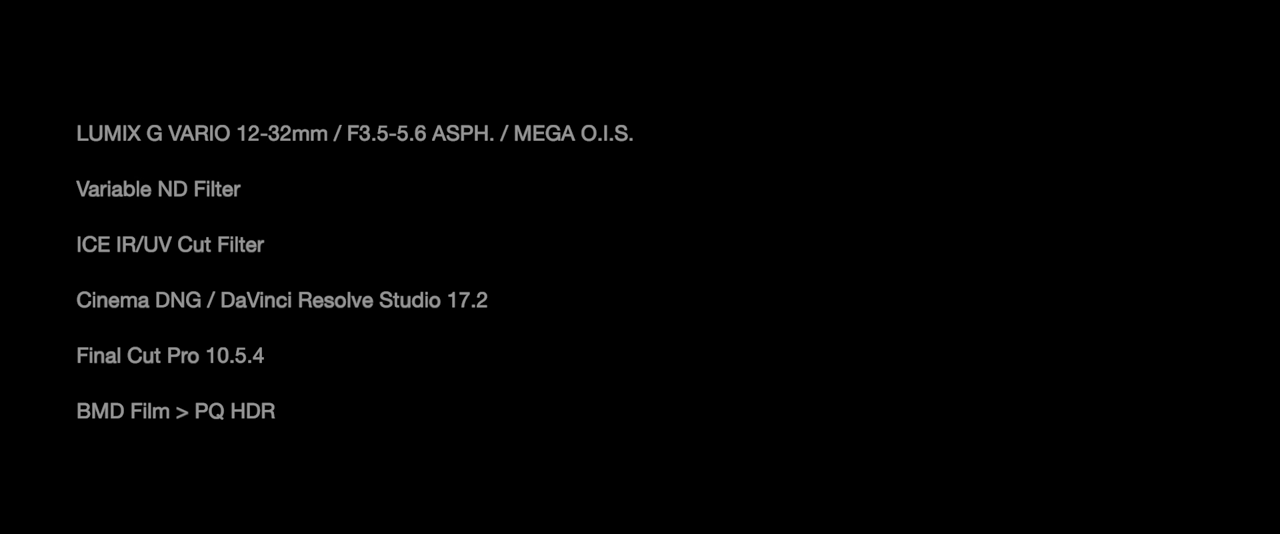 LUMIX G VARIO 12-32mm / F3.5-5.6 ASPH. / MEGA O.I.S.
Variable ND Filter
ICE IR/UV Cut Filter
Cinema DNG / DaVinci Resolve Studio 17.2
Final Cut Pro 10.5.4
BMD Film > PQ HDR